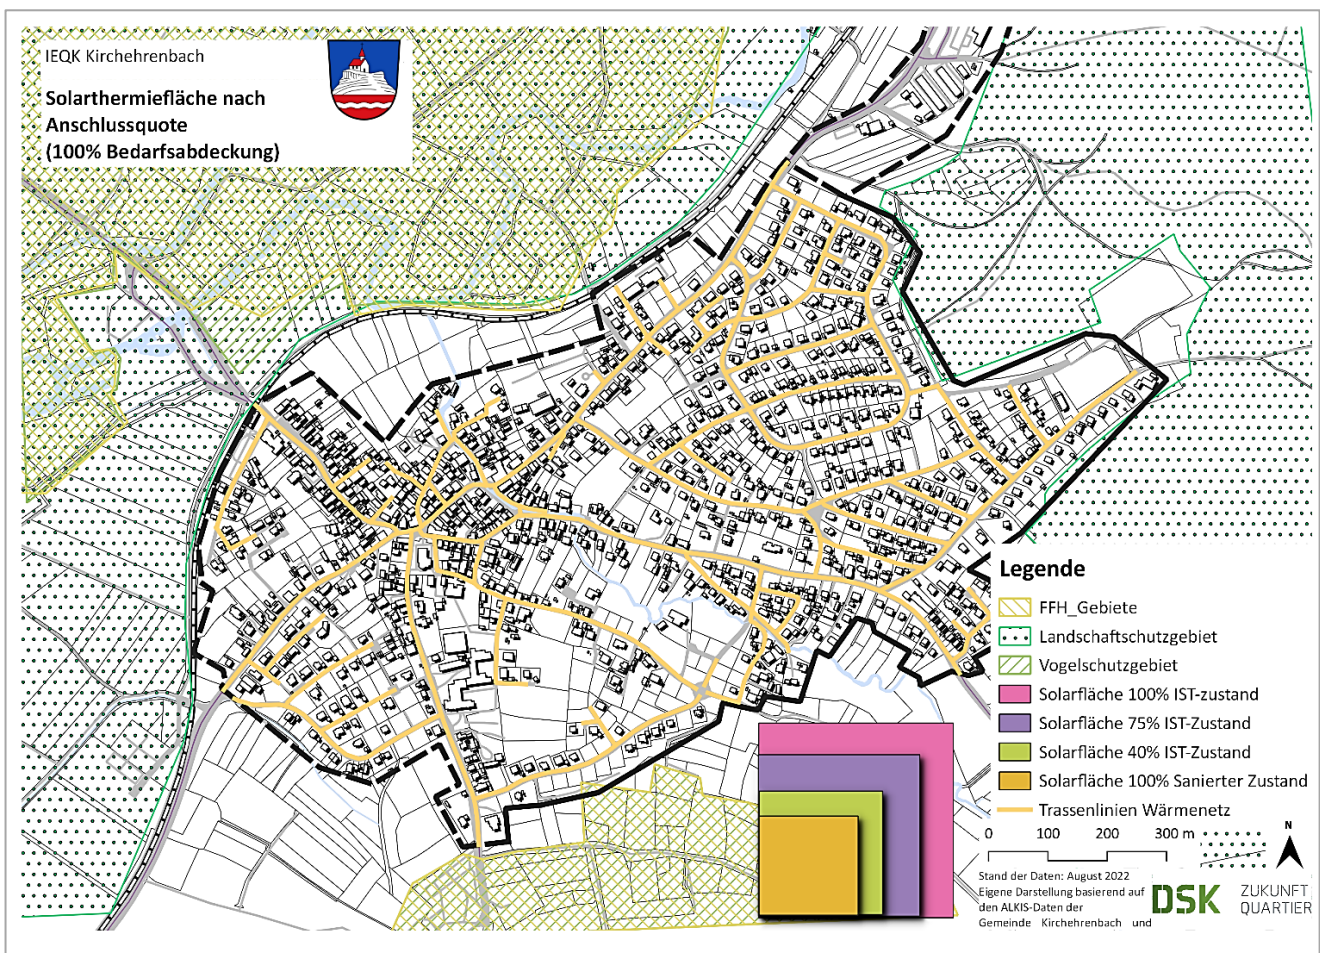 IEQK Kirchehrenbach
Solarthermiefläche nach
Anschlussquote
(100% Bedarfsabdeckung)
Legende
FFH_Gebiete
Landschaftschutzgebiet
Vogelschutzgebiet
Solarfläche 100% IST-zustand
Solarfläche 75% IST-Zustand
Solarfläche 40% IST-Zustand
Solarfläche 100% Sanierter Zustand
Trassenlinien Wärmenetz
0 100 200 300 m
N
Stand der Daten: August 2022
Eigene Darstellung basierend auf
den ALKIS-Daten der
Gemeinde Kirchehrenbach und
DSK
ZUKUNFT
QUARTIER